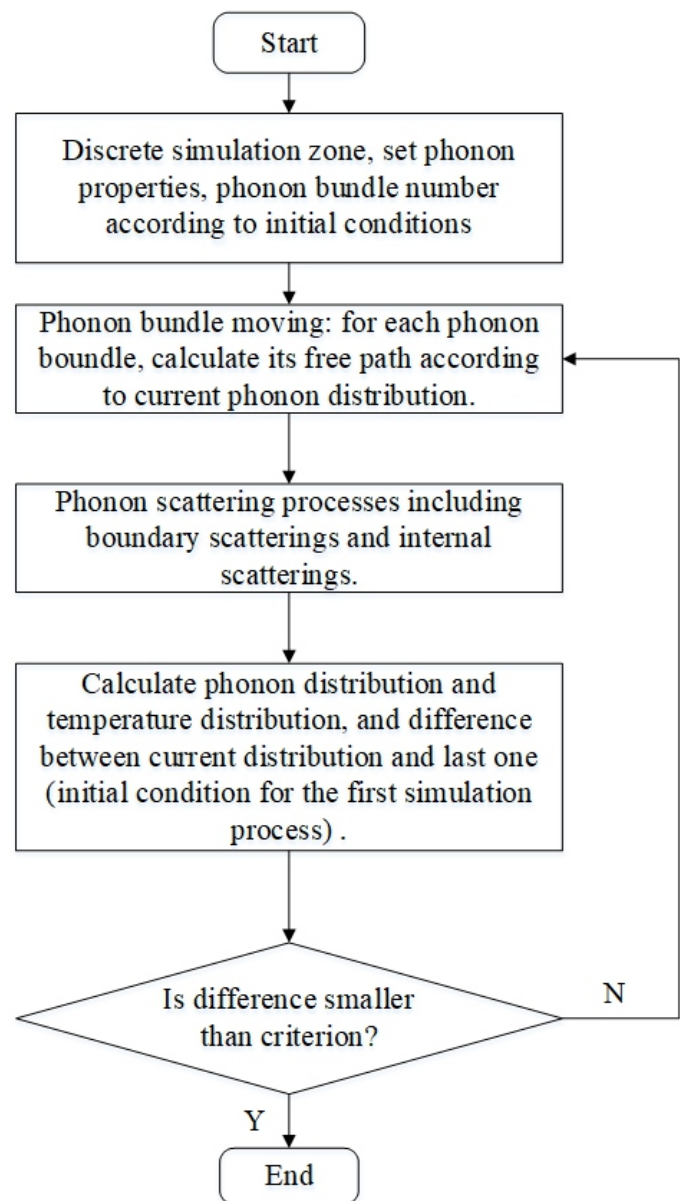 Start
Discrete simulation zone, set phonon
properties, phonon bundle number
according to initial conditions
Phonon bundle moving: for each phonon
boundle, calculate its free path according
to current phonon distribution.
Phonon scattering processes including
boundary scatterings and internal
scatterings.
Calculate phonon distribution and
temperature distribution, and difference
between current distribution and last one
(initial condition for the first simulation
process) .
Is difference smaller
than criterion?
N
Y
End